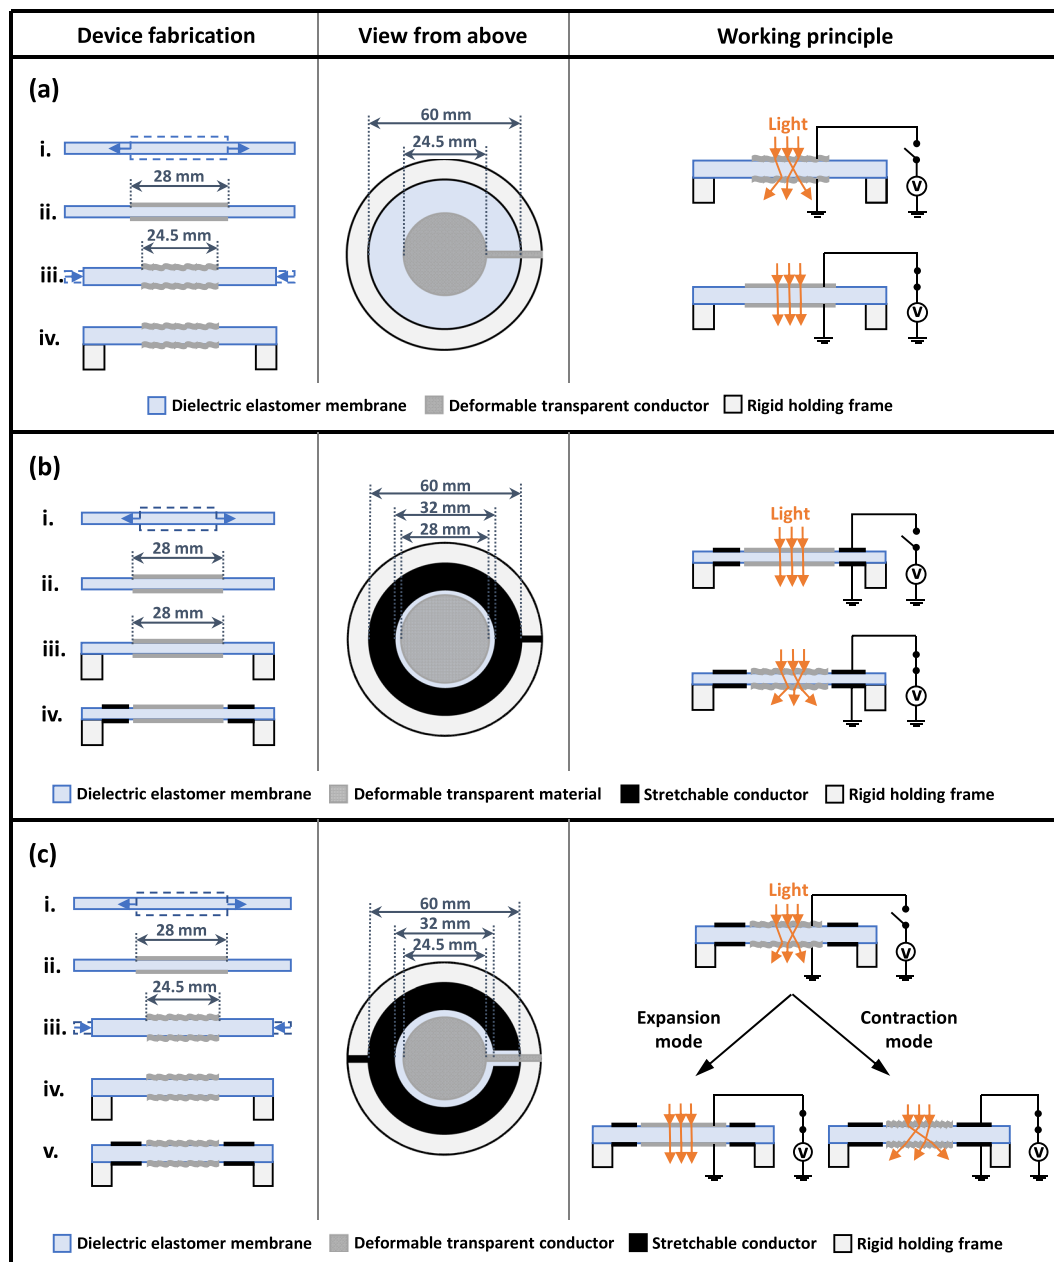 Device fabrication
View from above
Working principle
(a)
i.
28 mm
ii.
24.5 mm
iii.
iv.
60 mm
24.5 mm
Light
V
V
Dielectric elastomer membrane
Deformable transparent conductor
Rigid holding frame
(b)
i.
28 mm
ii.
28 mm
iii.
iv.
60 mm
32 mm
28 mm
Light
V
V
Dielectric elastomer membrane
Deformable transparent material
Stretchable conductor
Rigid holding frame
(c)
i.
28 mm
ii.
24.5 mm
iii.
iv.
v.
60 mm
32 mm
24.5 mm
Light
V
Expansion
mode
Contraction
mode
V
V
Dielectric elastomer membrane
Deformable transparent conductor
Stretchable conductor
Rigid holding frame